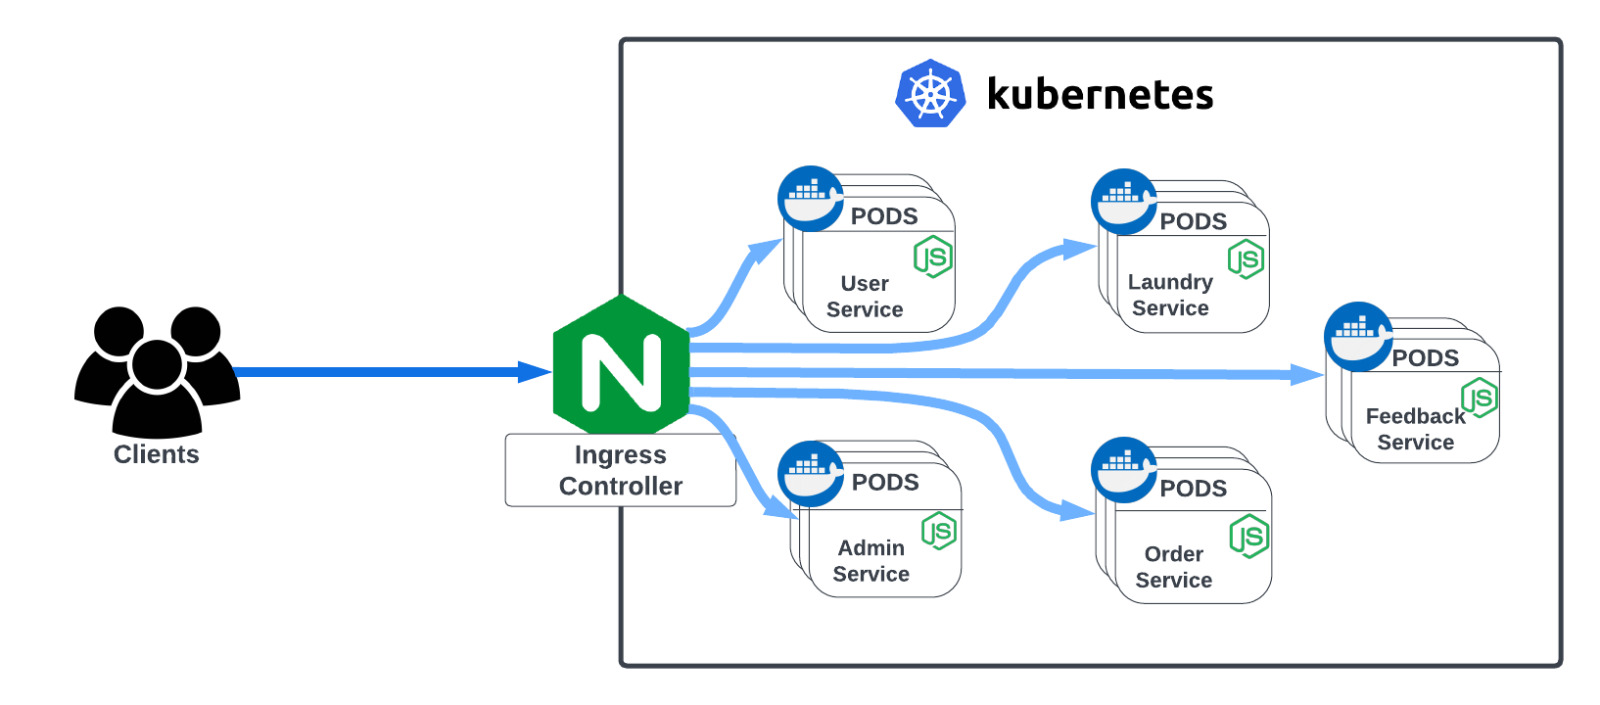 kubernetes
PODS
JS
User
Service
PODS
JS
Laundry
Service
PODS
JS
Feedback
Service
Clients
N
Ingress
Controller
PODS
JS
Admin
Service
PODS
JS
Order
Service